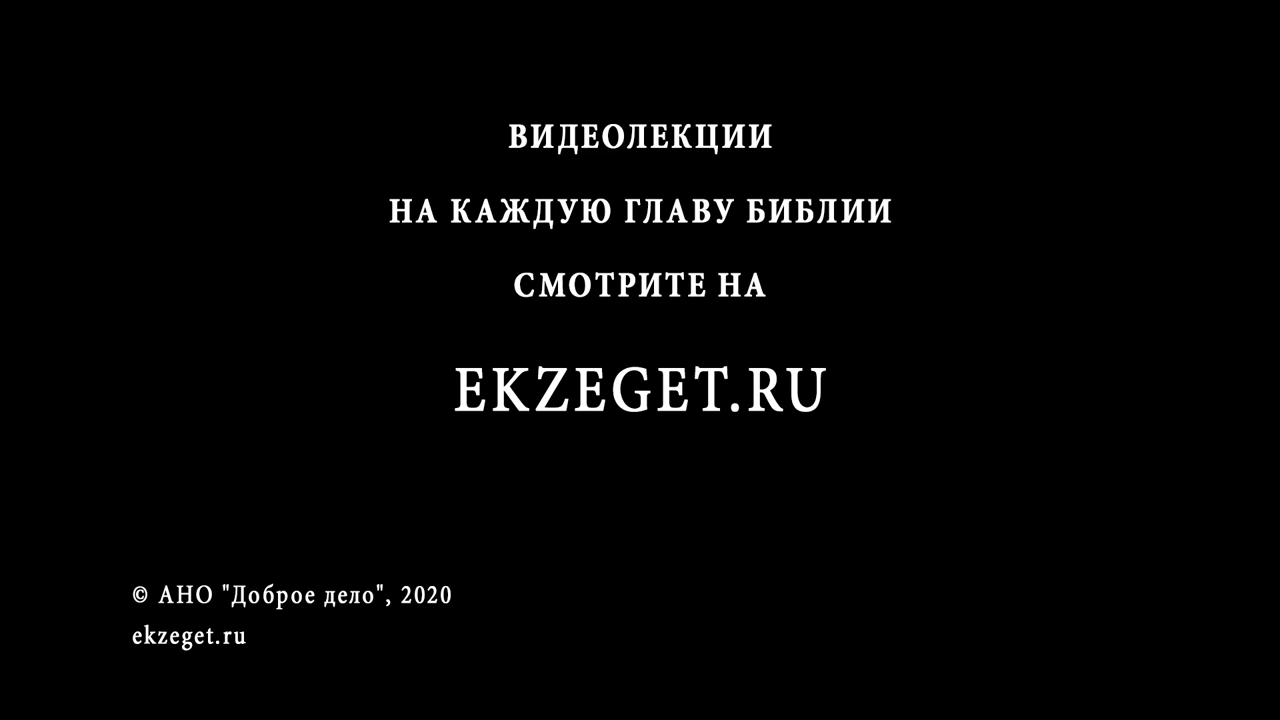 ВИДЕОЛЕКЦИИ
НА КАЖДУЮ ГЛАВУ БИБЛИИ
СМОТРИТЕ НА
EKZEGET.RU
© АНО "Доброе дело", 2020
ekzeget.ru